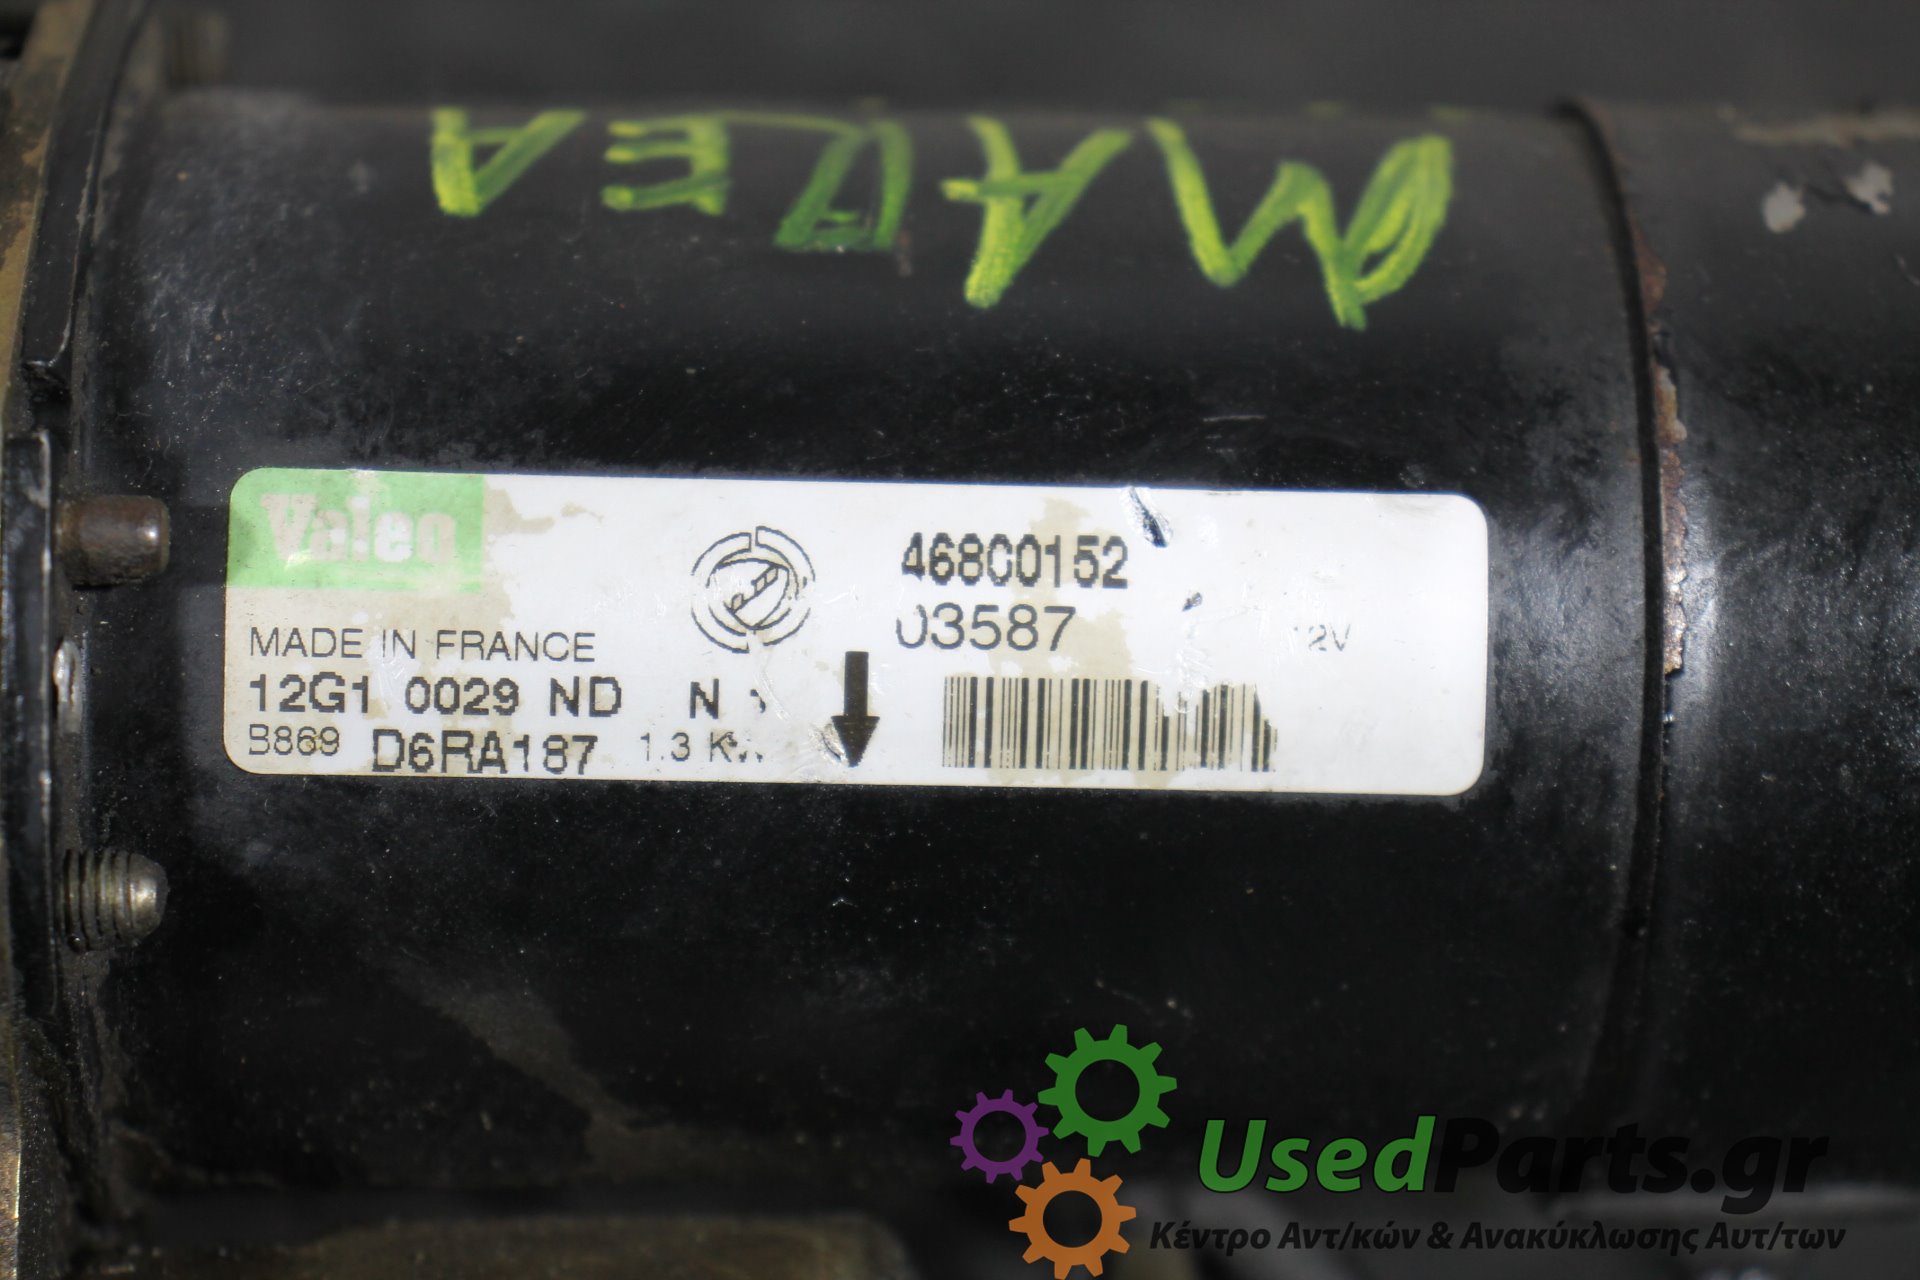 MAREA
Valeo
46800152
03587
12V
MADE IN FRANCE
12G1 0029 ND N
B869 D6RA187 1.3 Kw
UsedParts.gr
Κέντρο Αντ/κών & Ανακύκλωσης Αυτ/των